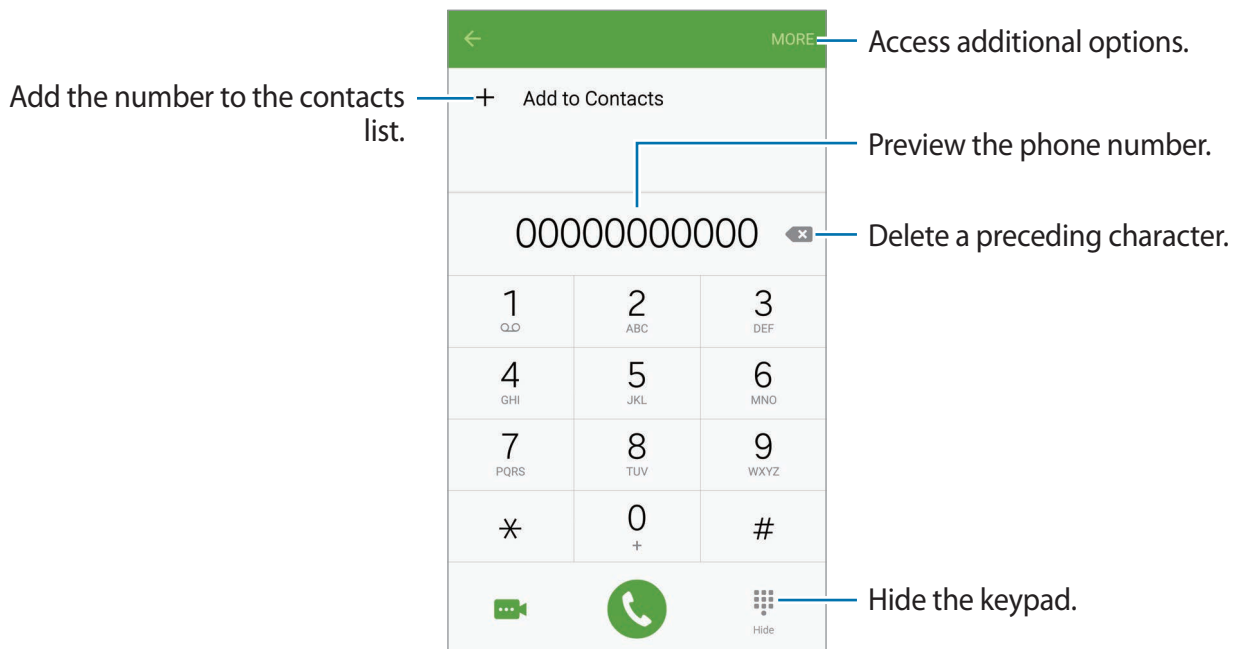 MORE
Access additional options.
Add the number to the contacts
list.
+ Add to Contacts
Preview the phone number.
00000000000
Delete a preceding character.
1
2
ABC
3
DEF
4
GHI
5
JKL
6
MNO
7
PQRS
8
TUV
9
WXYZ
*
0
+
#
Hide the keypad.
Hide